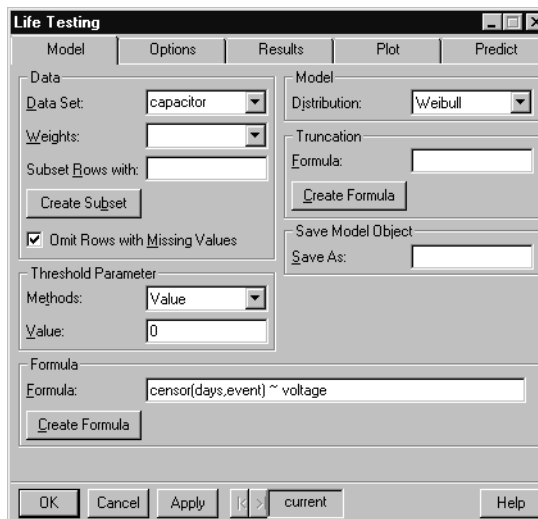 Life Testing
Model Options Results Plot Predict
Data
Data Set: capacitor
Weights:
Subset Rows with:
Create Subset
Omit Rows with Missing Values
Threshold Parameter
Methods: Value
Value: 0
Model
Distribution: Weibull
Truncation
Formula:
Create Formula
Save Model Object
Save As:
Formula
Formula: censor(days,event) ~ voltage
Create Formula
OK Cancel Apply current Help